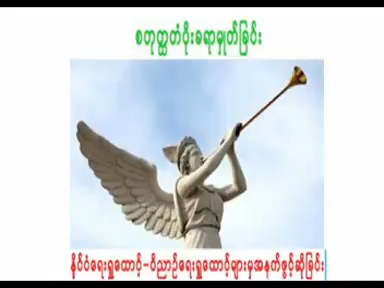 စတုတ္ထတံပိုးခရာမှုတ်ခြင်း
နိုင်ငံရေးရှုထောင့်-ဝိညာဉ်ရေးရှုထောင့်များမှအနက်ဖွင့်ဆိုခြင်း